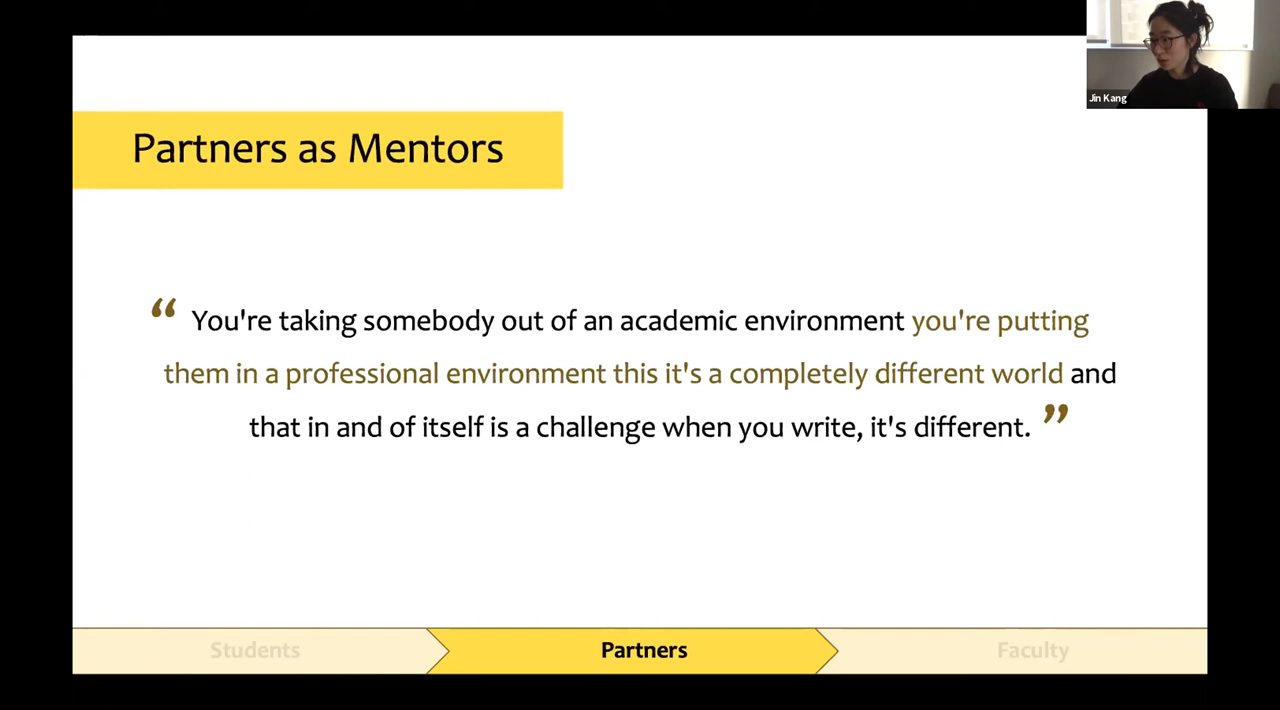 Jin Kang
Partners as Mentors
“ You're taking somebody out of an academic environment you're putting
them in a professional environment this it's a completely different world and
that in and of itself is a challenge when you write, it's different. ”
Students
Partners
Faculty